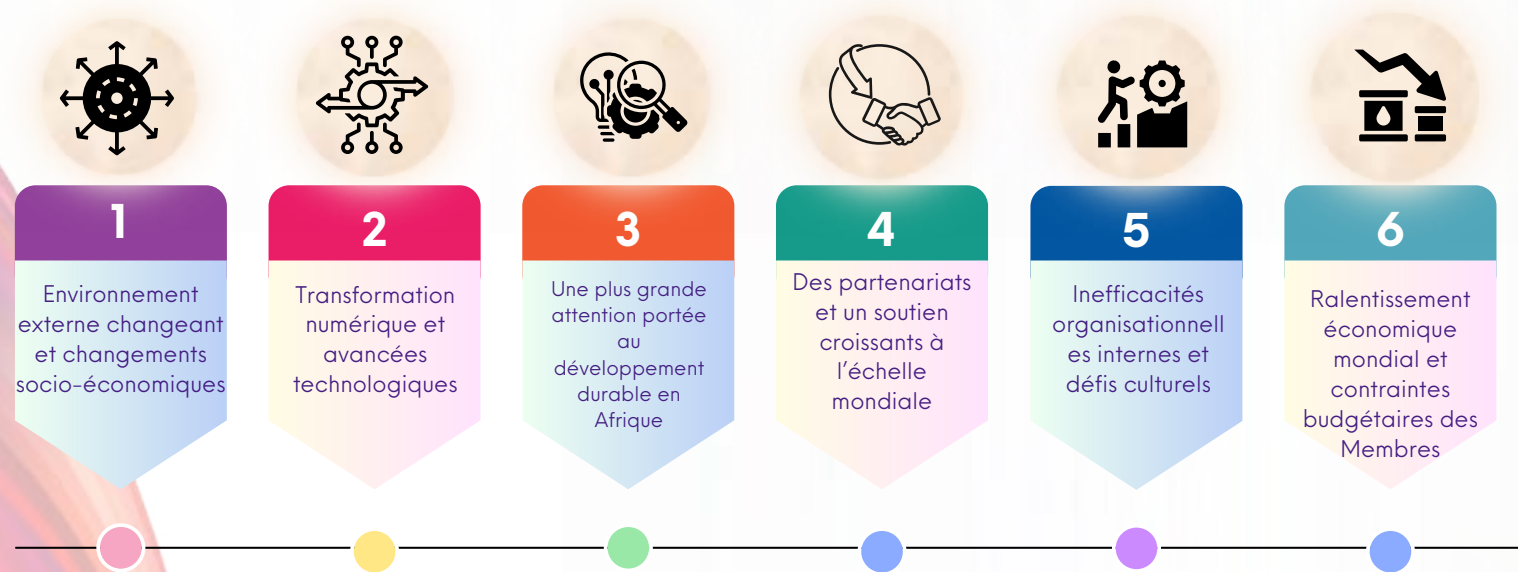 1
Environnement
externe changeant
et changements
socio-économiques
2
Transformation
numérique et
avancées
technologiques
3
Une plus grande
attention portée
au
développement
durable en
Afrique
4
Des partenariats
et un soutien
croissants à
l’échelle
mondiale
5
Inefficacités
organisationnell
es internes et
défis culturels
6
Ralentissement
économique
mondial et
contraintes
budgétaires des
Membres